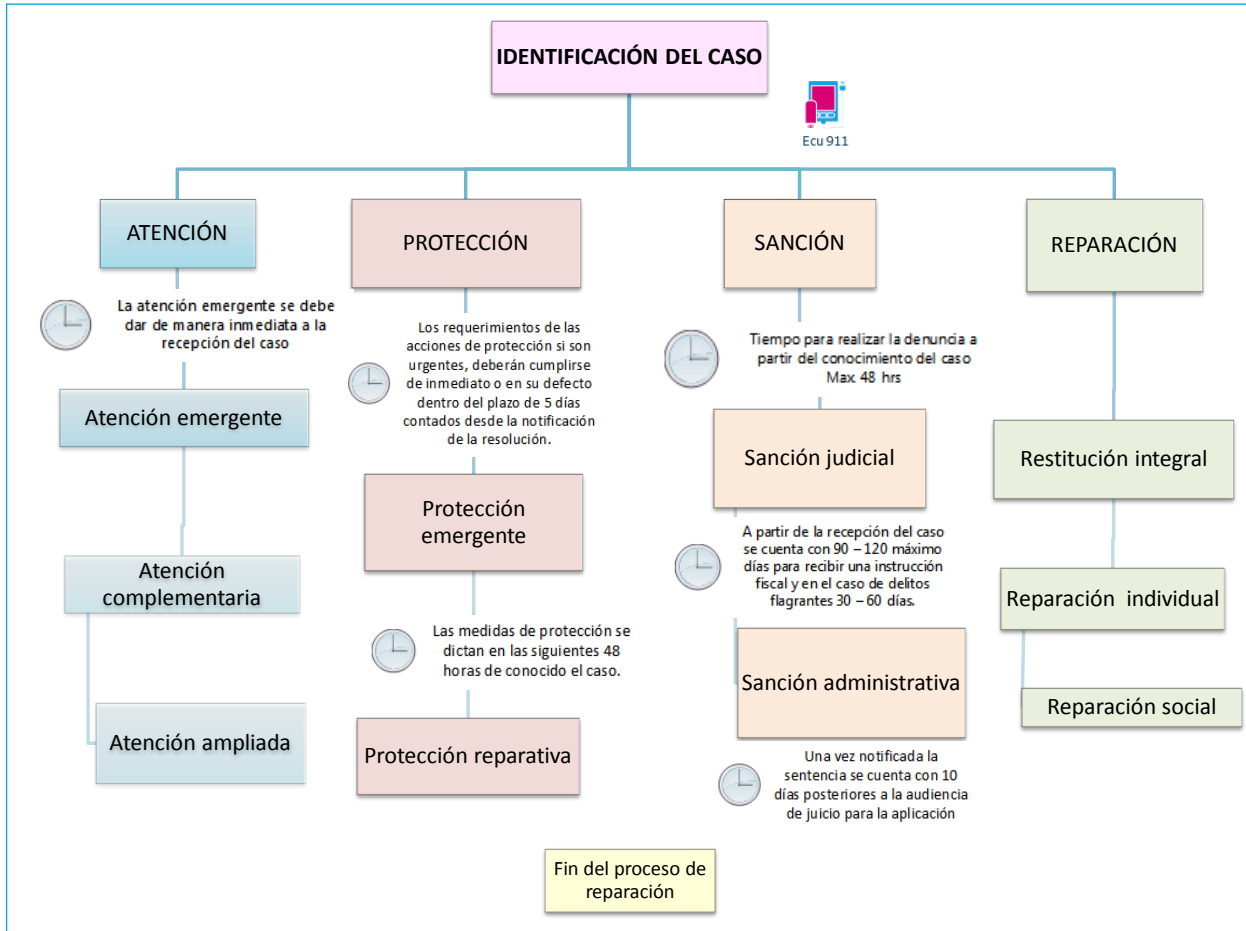 IDENTIFICACIÓN DEL CASO
Ecu 911
ATENCIÓN
La atención emergente se debe
dar de manera inmediata a la
recepción del caso
Atención emergente
Atención
complementaria
Atención ampliada
PROTECCIÓN
Los requerimientos de las
acciones de protección si son
urgentes, deberán cumplirse
de inmediato o en su defecto
dentro del plazo de 5 días
contados desde la notificación
de la resolución.
Protección
emergente
Las medidas de protección se
dictan en las siguientes 48
horas de conocido el caso.
Protección reparativa
SANCIÓN
Tiempo para realizar la denuncia a
partir del conocimiento del caso
Max. 48 hrs
Sanción judicial
A partir de la recepción del caso
se cuenta con 90 – 120 máximo
días para recibir una instrucción
fiscal y en el caso de delitos
flagrantes 30 – 60 días.
Sanción administrativa
Una vez notificada la
sentencia se cuenta con 10
días posteriores a la audiencia
de juicio para la aplicación
REPARACIÓN
Restitución integral
Reparación individual
Reparación social
Fin del proceso de
reparación